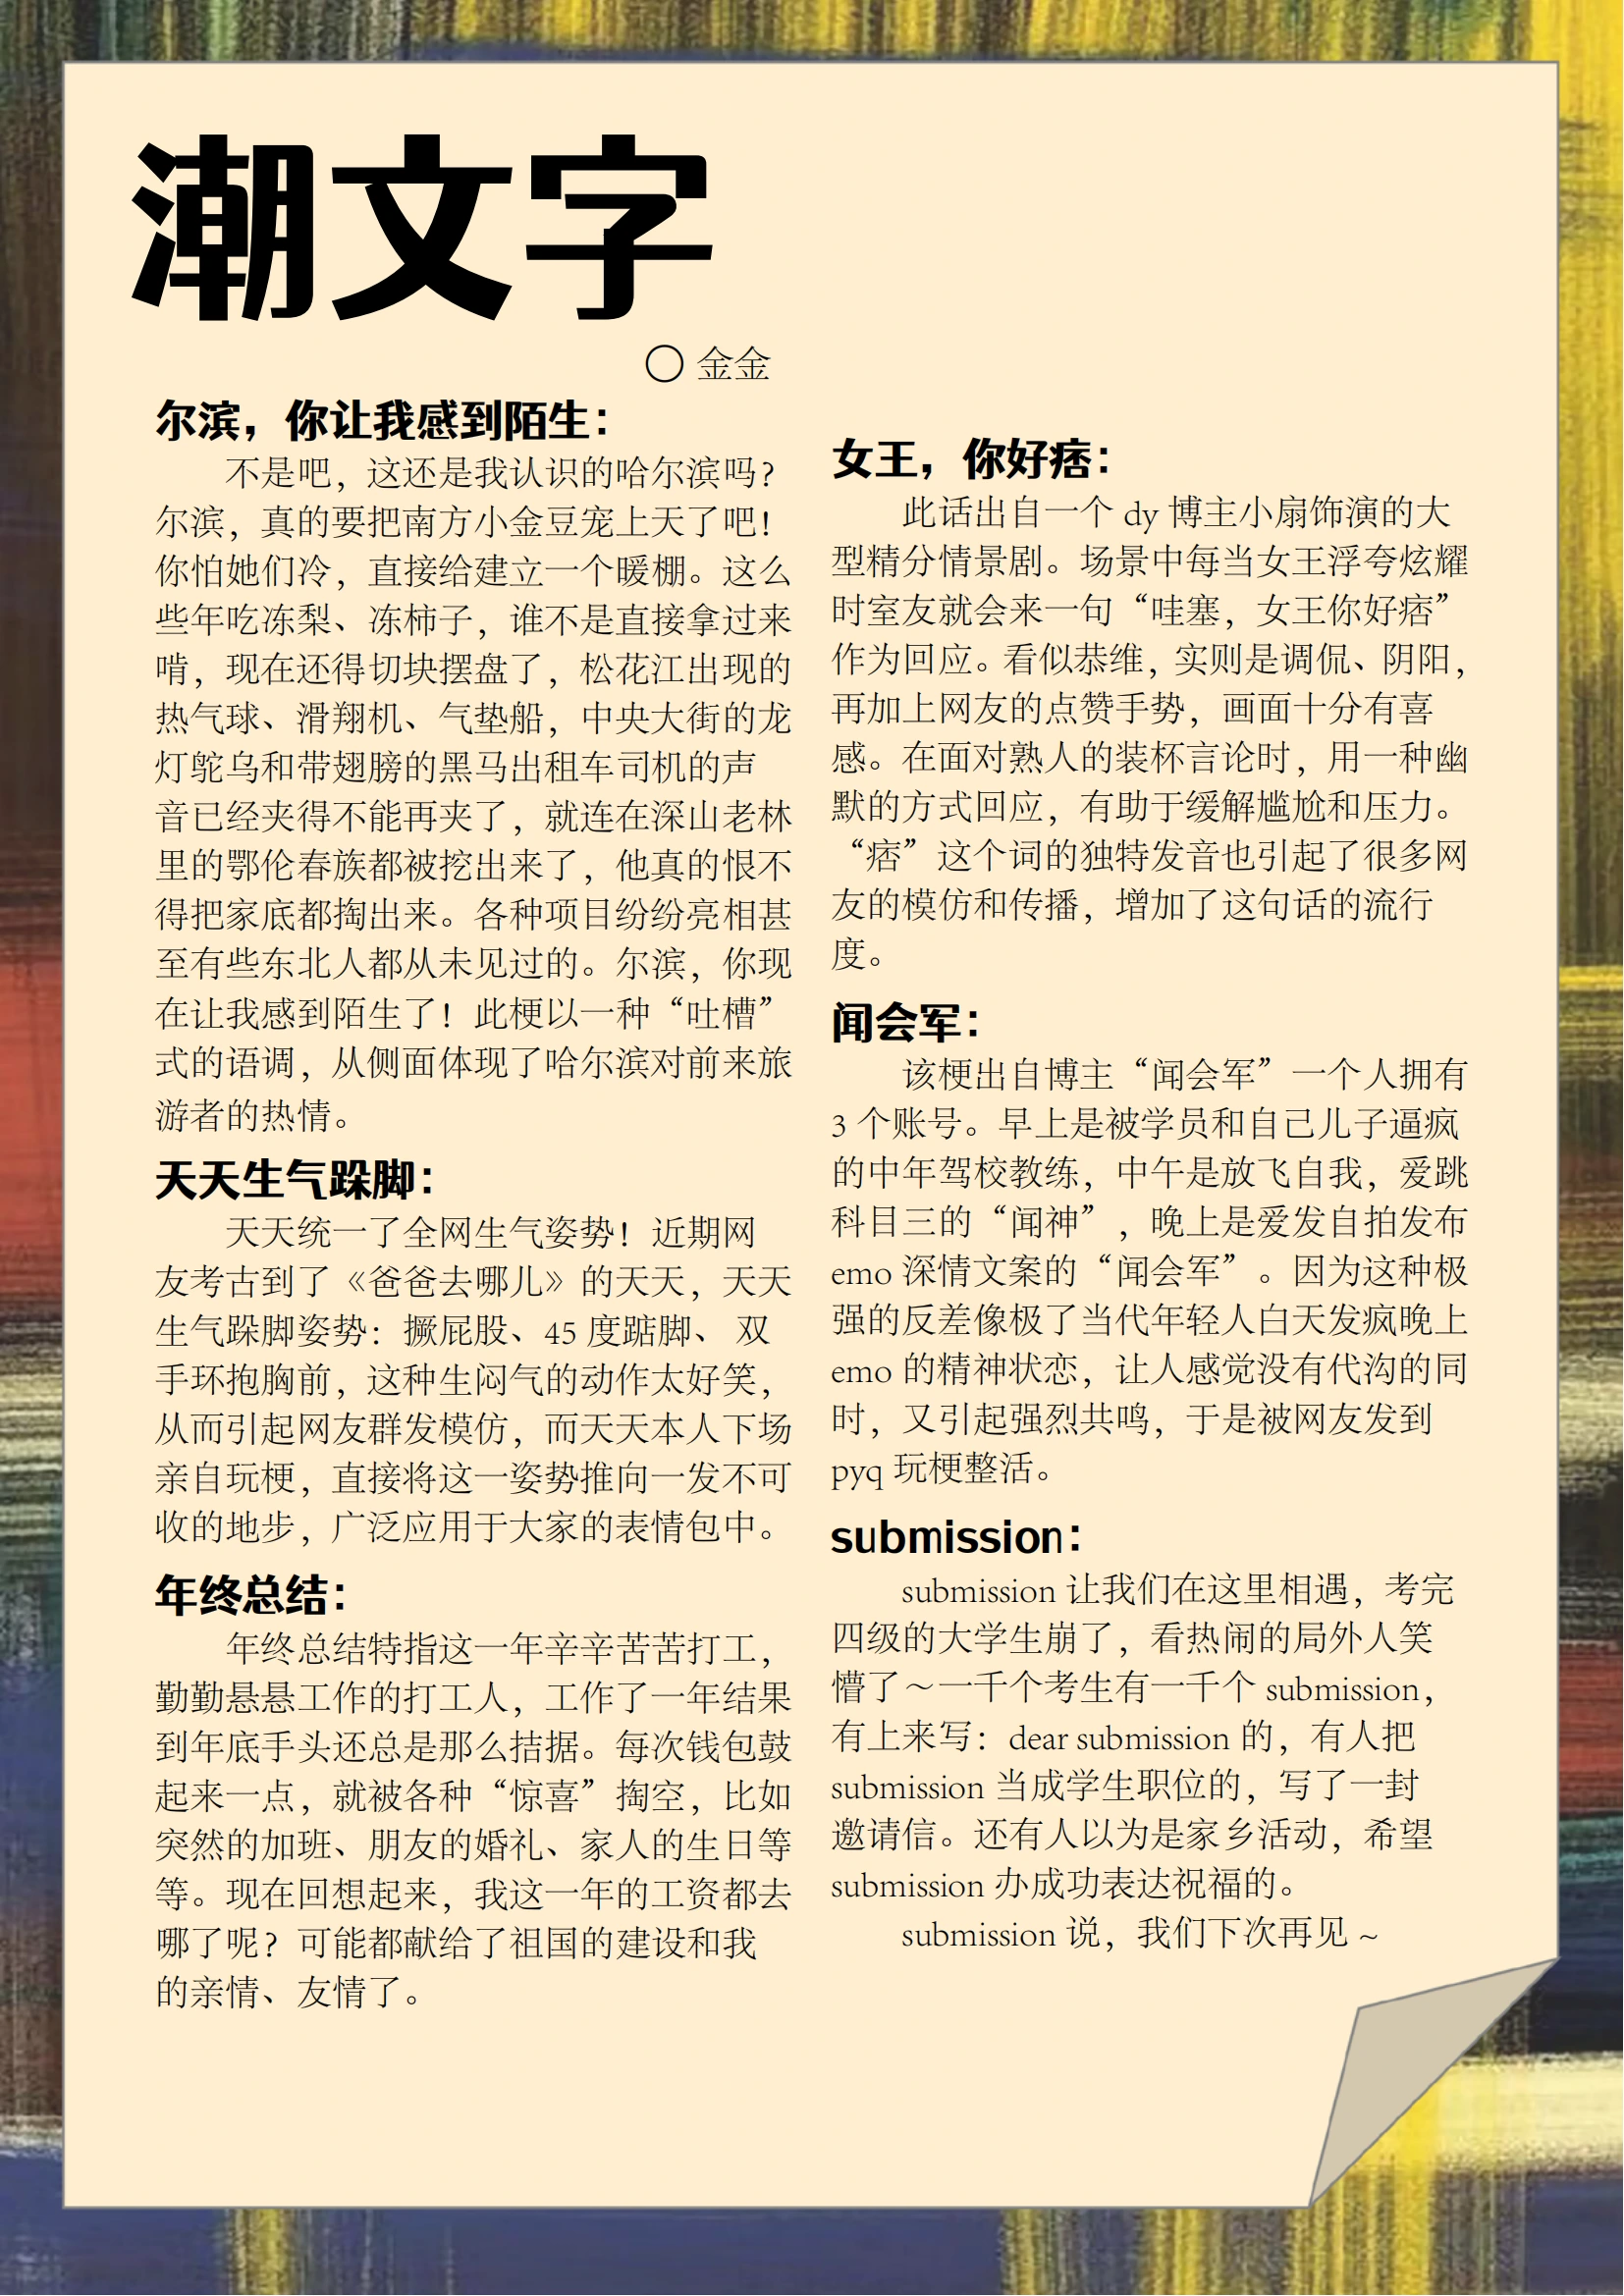 潮文字
○ 金金
尔滨，你让我感到陌生：
不是吧，这还是我认识的哈尔滨吗？
尔滨，真的要把南方小金豆宠上天了吧！
你怕她们冷，直接给建立一个暖棚。这么
些年吃冻梨、冻柿子，谁不是直接拿过来
啃，现在还得切块摆盘了，松花江出现的
热气球、滑翔机、气垫船，中央大街的龙
灯鸵鸟和带翅膀的黑马出租车司机的声
音已经夹得不能再夹了，就连在深山老林
里的鄂伦春族都被挖出来了，他真的恨不
得把家底都掏出来。各种项目纷纷亮相甚
至有些东北人都从未见过的。尔滨，你现
在让我感到陌生了！此梗以一种“吐槽”
式的语调，从侧面体现了哈尔滨对前来旅
游者的热情。
天天生气跺脚：
天天统一了全网生气姿势！近期网
友考古到了《爸爸去哪儿》的天天，天天
生气跺脚姿势：撅屁股、45 度踮脚、 双
手环抱胸前，这种生闷气的动作太好笑，
从而引起网友群发模仿，而天天本人下场
亲自玩梗，直接将这一姿势推向一发不可
收的地步，广泛应用于大家的表情包中。
年终总结：
年终总结特指这一年辛辛苦苦打工，
勤勤恳恳工作的打工人，工作了一年结果
到年底手头还总是那么拮据。每次钱包鼓
起来一点，就被各种“惊喜”掏空，比如
突然的加班、朋友的婚礼、家人的生日等
等。现在回想起来，我这一年的工资都去
哪了呢？可能都献给了祖国的建设和我
的亲情、友情了。
女王，你好痞：
此话出自一个 dy 博主小扇饰演的大
型精分情景剧。场景中每当女王浮夸炫耀
时室友就会来一句“哇塞，女王你好痞”
作为回应。看似恭维，实则是调侃、阴阳，
再加上网友的点赞手势，画面十分有喜
感。在面对熟人的装杯言论时，用一种幽
默的方式回应，有助于缓解尴尬和压力。
“痞”这个词的独特发音也引起了很多网
友的模仿和传播，增加了这句话的流行
度。
闻会军：
该梗出自博主“闻会军”一个人拥有
3 个账号。早上是被学员和自己儿子逼疯
的中年驾校教练，中午是放飞自我，爱跳
科目三的“闻神”，晚上是爱发自拍发布
emo 深情文案的“闻会军”。因为这种极
强的反差像极了当代年轻人白天发疯晚上
emo 的精神状态，让人感觉没有代沟的同
时，又引起强烈共鸣，于是被网友发到
pyq 玩梗整活。
submission：
submission 让我们在这里相遇，考完
四级的大学生崩了，看热闹的局外人笑
懵了～一千个考生有一千个 submission，
有上来写：dear submission 的，有人把
submission 当成学生职位的，写了一封
邀请信。还有人以为是家乡活动，希望
submission 办成功表达祝福的。
submission 说，我们下次再见 ~